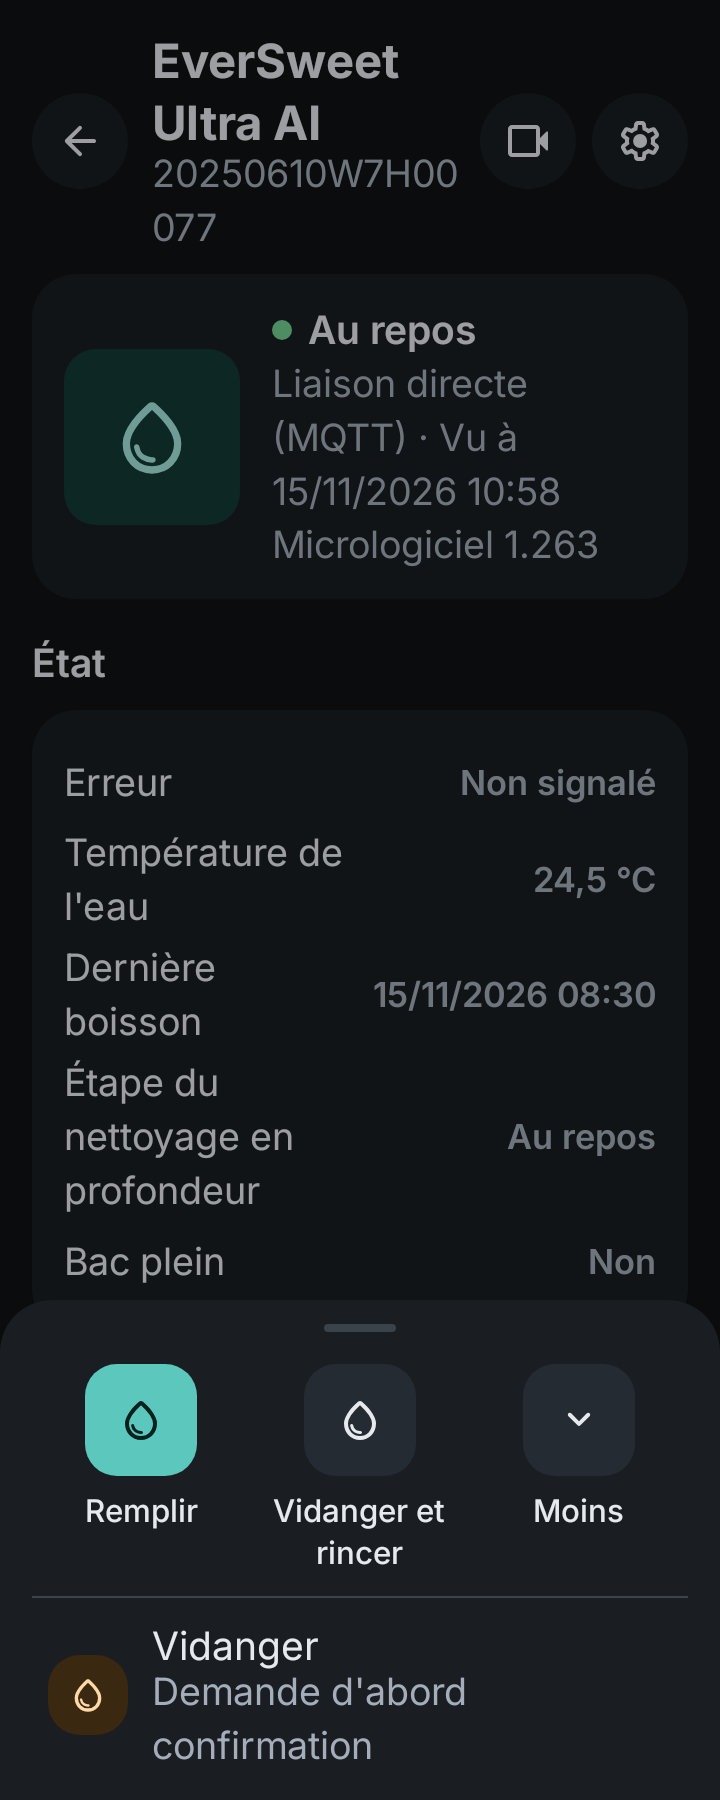 EverSweet
Ultra AI
20250610W7H00
077
Au repos
Liaison directe
(MQTT) · Vu à
15/11/2026 10:58
Micrologiciel 1.263
État
Erreur
Non signalé
Température de
l'eau
24,5 °C
Dernière
boisson
15/11/2026 08:30
Étape du
nettoyage en
profondeur
Au repos
Bac plein
Non
Remplir
Vidanger et
rincer
Moins
Vidanger
Demande d'abord
confirmation